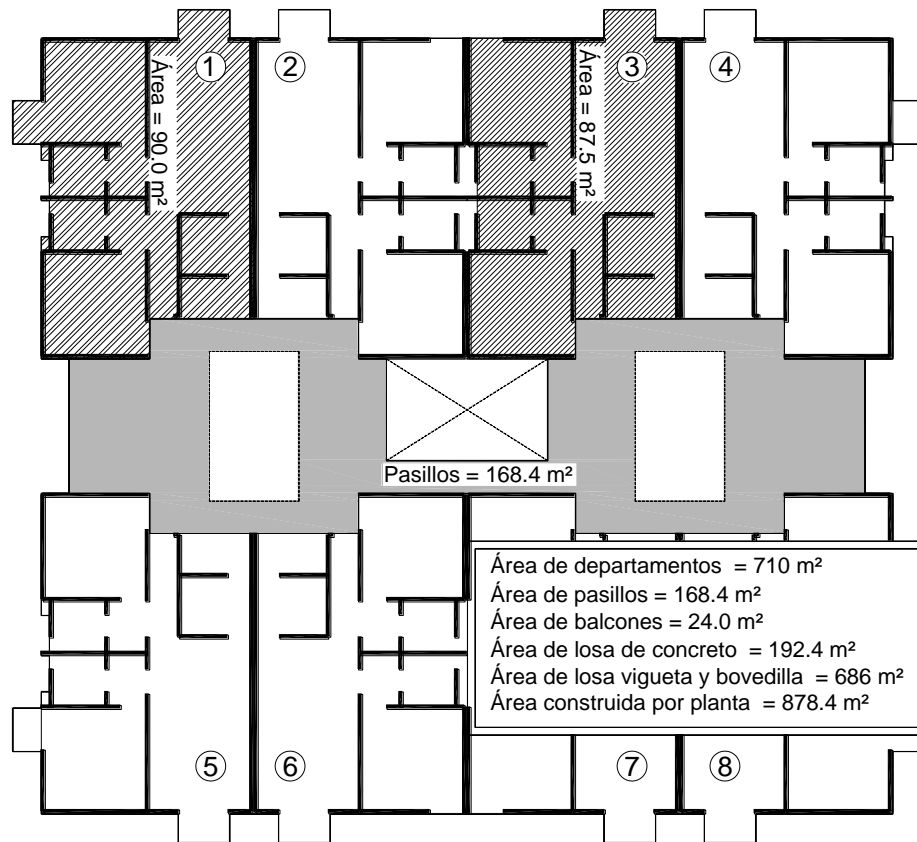 1
2
3
4
Área = 90.0 m²
Área = 87.5 m²
Pasillos = 168.4 m²
Área de departamentos = 710 m²
Área de pasillos = 168.4 m²
Área de balcones = 24.0 m²
Área de losa de concreto = 192.4 m²
Área de losa vigueta y bovedilla = 686 m²
Área construida por planta = 878.4 m²
5
6
7
8